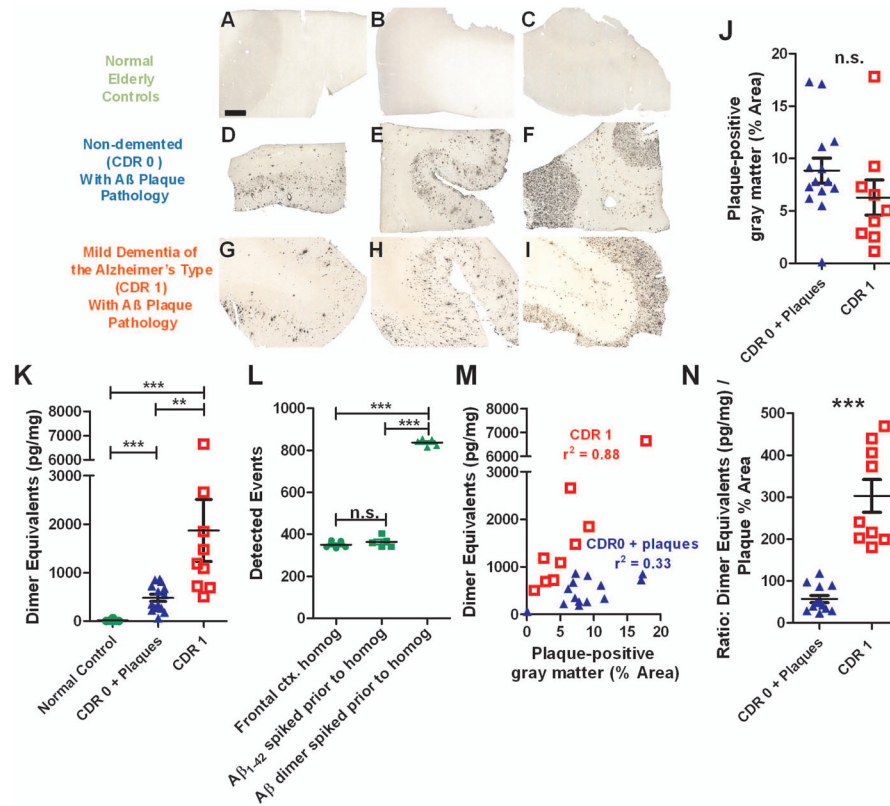 A
B
C
Normal
Elderly
Controls
D
E
F
Non-demented
(CDR 0)
With Aß Plaque
Pathology
G
H
I
Mild Dementia of
the Alzheimer's Type
(CDR 1)
With Aß Plaque
Pathology
J
n.s.
Plaque-positive
gray matter (% Area)
20
15
10
5
0
CDR 0 + Plaques
CDR 1
K
***
**
***
Dimer Equivalents (pg/mg)
8000
7000
6000
3000
2000
1000
0
Normal Control
CDR 0 + Plaques
CDR 1
L
***
***
n.s.
Detected Events
1000
800
600
400
200
0
Frontal ctx. homog
Aβ1-42 spiked prior to homog
Aβ dimer spiked prior to homog
M
Dimer Equivalents (pg/mg)
8000
7000
6000
3000
2000
1000
0
CDR 1
r² = 0.88
CDR0 + plaques
r² = 0.33
0 5 10 15 20
Plaque-positive
gray matter (% Area)
N
***
Ratio: Dimer Equivalents (pg/mg) /
Plaque % Area
500
400
300
200
100
0
CDR 0 + Plaques
CDR 1